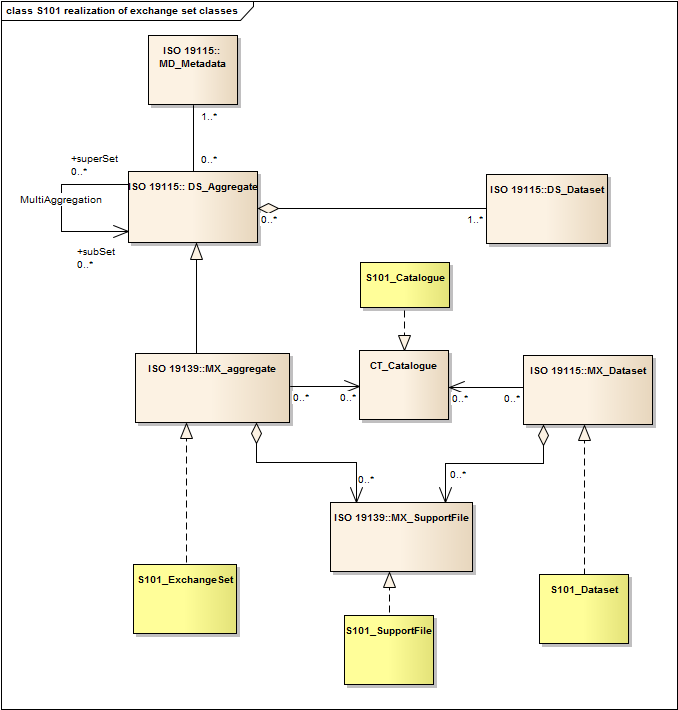 class S101 realization of exchange set classes
ISO 19115::
MD_Metadata
1..*
0..*
+superSet
0..*
ISO 19115:: DS_Aggregate
ISO 19115::DS_Dataset
MultiAggregation
0..*
1..*
+subSet
0..*
S101_Catalogue
ISO 19139::MX_aggregate
CT_Catalogue
ISO 19115::MX_Dataset
0..*
0..*
0..*
0..*
0..*
0..*
ISO 19139::MX_SupportFile
S101_ExchangeSet
S101_Dataset
S101_SupportFile